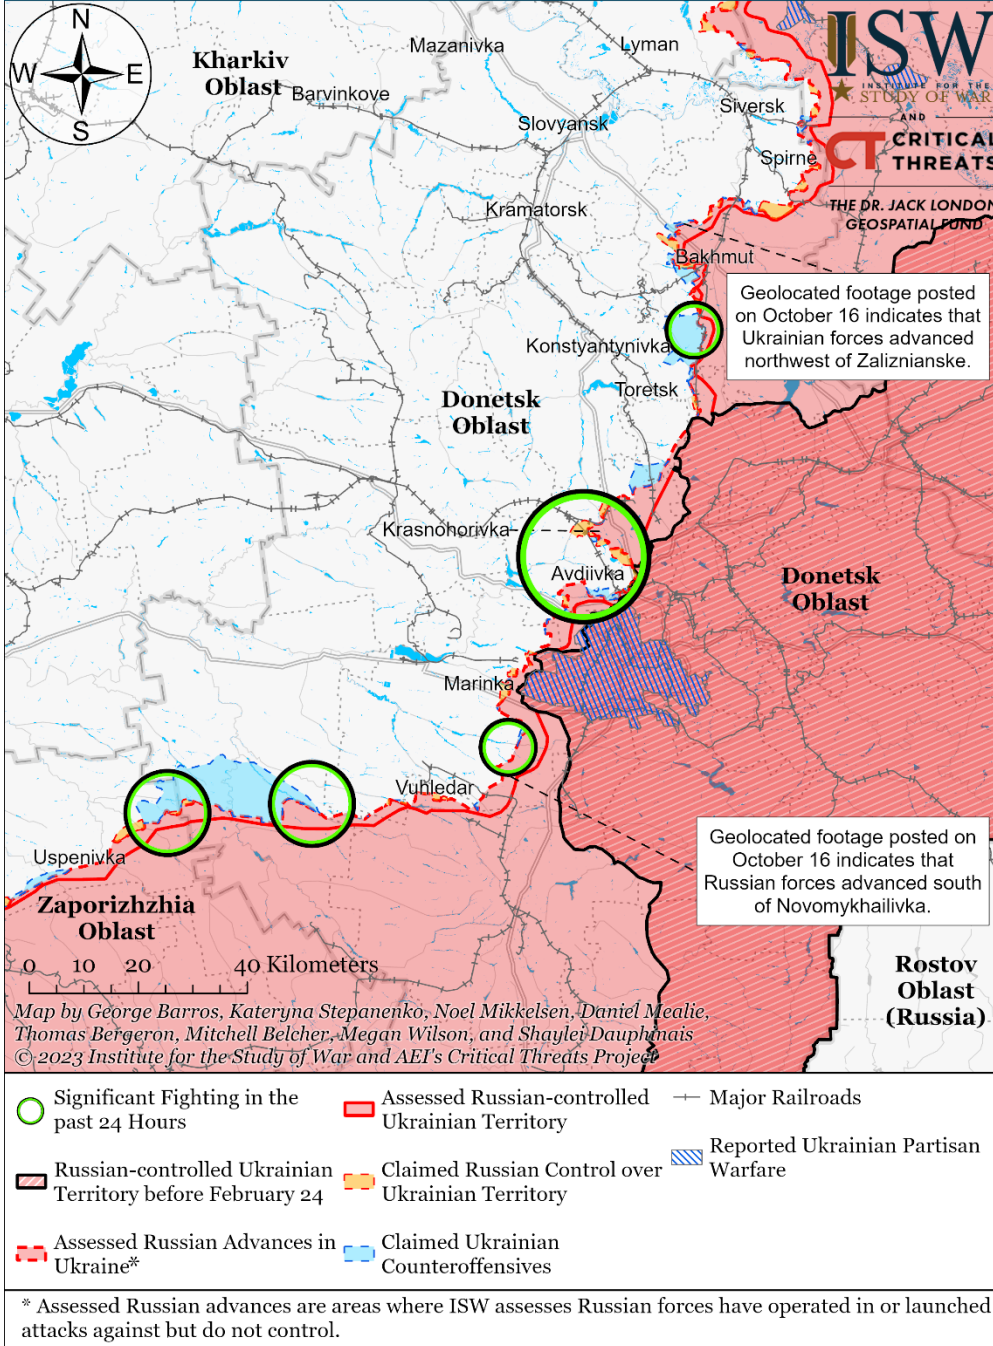 N
W
E
S
Kharkiv
Oblast
Mazanivka
Lyman
Barvinkove
Slovyansk
Siversk
Spirne
Kramatorsk
Bakhmut
ISW
INSTITUTE FOR THE
STUDY OF WAR
AND
CT CRITICAL
THREATS
THE DR. JACK LONDON
GEOSPATIAL FUND
Geolocated footage posted
on October 16 indicates that
Ukrainian forces advanced
northwest of Zaliznianske.
Konstyantynivka
Toretsk
Donetsk
Oblast
Krasnohorivka
Avdiivka
Donetsk
Oblast
Marinka
Vuhledar
Uspenivka
Geolocated footage posted on
October 16 indicates that
Russian forces advanced south
of Novomykhailivka.
Zaporizhzhia
Oblast
Rostov
Oblast
(Russia)
0 10 20 40 Kilometers
Map by George Barros, Kateryna Stepanenko, Noel Mikkelsen, Daniel Mealie,
Thomas Bergeron, Mitchell Belcher, Megan Wilson, and Shaylei Dauphinais
© 2023 Institute for the Study of War and AEI's Critical Threats Project
Significant Fighting in the
past 24 Hours
Russian-controlled Ukrainian
Territory before February 24
Assessed Russian Advances in
Ukraine*
Assessed Russian-controlled
Ukrainian Territory
Claimed Russian Control over
Ukrainian Territory
Claimed Ukrainian
Counteroffensives
Major Railroads
Reported Ukrainian Partisan
Warfare
* Assessed Russian advances are areas where ISW assesses Russian forces have operated in or launched
attacks against but do not control.